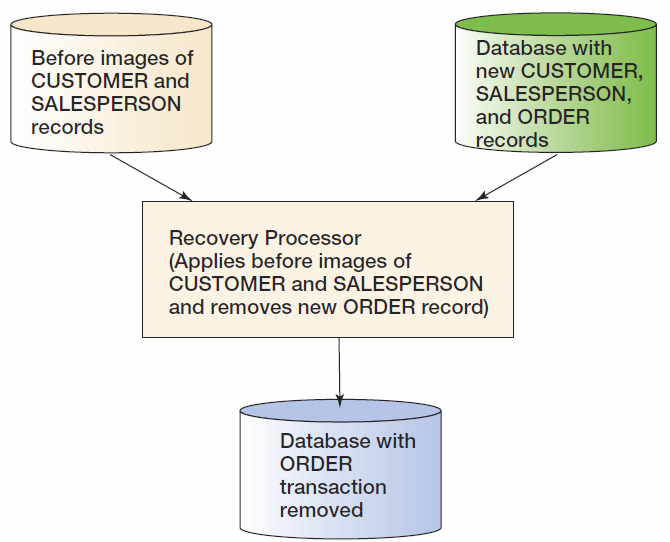 Before images of
CUSTOMER and
SALESPERSON
records
Database with
new CUSTOMER,
SALESPERSON,
and ORDER
records
Recovery Processor
(Applies before images of
CUSTOMER and SALESPERSON
and removes new ORDER record)
Database with
ORDER
transaction
removed